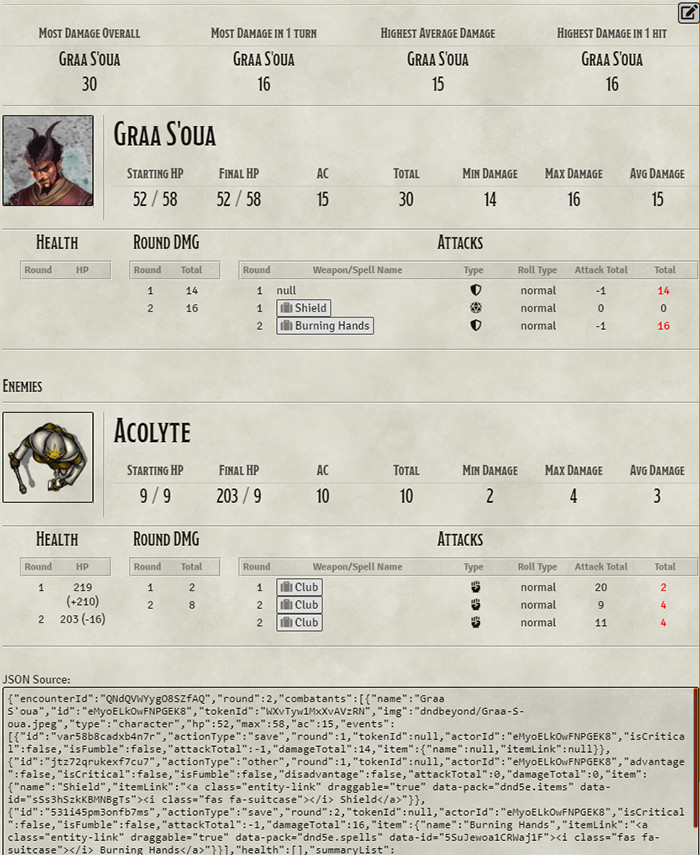 Most Damage Overall Most Damage in 1 turn Highest Average Damage Highest Damage in 1 hit
Graa S'oua Graa S'oua Graa S'oua Graa S'oua
30 16 15 16
Graa S'oua
Starting HP Final HP AC Total Min Damage Max Damage Avg Damage
52 / 58 52 / 58 15 30 14 16 15
Health Round DMG Attacks
Round HP Round Total Round Weapon/Spell Name Type Roll Type Attack Total Total
1 14 1 null normal -1 14
2 16 1 Shield normal 0 0
2 Burning Hands normal -1 16
Enemies
Acolyte
Starting HP Final HP AC Total Min Damage Max Damage Avg Damage
9 / 9 203 / 9 10 10 2 4 3
Health Round DMG Attacks
Round HP Round Total Round Weapon/Spell Name Type Roll Type Attack Total Total
1 219 1 2 1 Club normal 20 2
(+210) 2 8 2 Club normal 9 4
2 203 (-16) 2 Club normal 11 4
JSON Source:
{"encounterId":"QNdQVWYygO8SZfAQ","round":2,"combatants":[{"name":"Graa
S'oua","id":"eMyoELkOwFNPGEK8","tokenId":"WXvTyw1MxXvAVzRN","img":"dndbeyond/Graa-S-
oua.jpeg","type":"character","hp":52,"max":58,"ac":15,"events":
[{"id":"var58b8cadxb4n7r","actionType":"save","round":1,"tokenId":null,"actorId":"eMyoELkOwFNPGEK8","isCritica
l":false,"isFumble":false,"attackTotal":-1,"damageTotal":14,"item":{"name":null,"itemLink":null}},
{"id":"jtz72qrukexf7cu7","actionType":"other","round":1,"tokenId":null,"actorId":"eMyoELkOwFNPGEK8","advantage
":false,"isCritical":false,"isFumble":false,"disadvantage":false,"attackTotal":0,"damageTotal":0,"item":
{"name":"Shield","itemLink":"<a class="entity-link" draggable="true" data-pack="dnd5e.items" data-
id="sSs3hSzkKBMNBgTs"><i class="fas fa-suitcase"></i> Shield</a>"}},
{"id":"531i45pm3onfb7ms","actionType":"save","round":2,"tokenId":null,"actorId":"eMyoELkOwFNPGEK8","isCritical
":false,"isFumble":false,"attackTotal":-1,"damageTotal":16,"item":{"name":"Burning Hands","itemLink":"<a
class="entity-link" draggable="true" data-pack="dnd5e.spells" data-id="5SuJewoa1CRWaj1F"><i class="fas
fa-suitcase"></i> Burning Hands</a>"}}],"health":[],"summaryList":